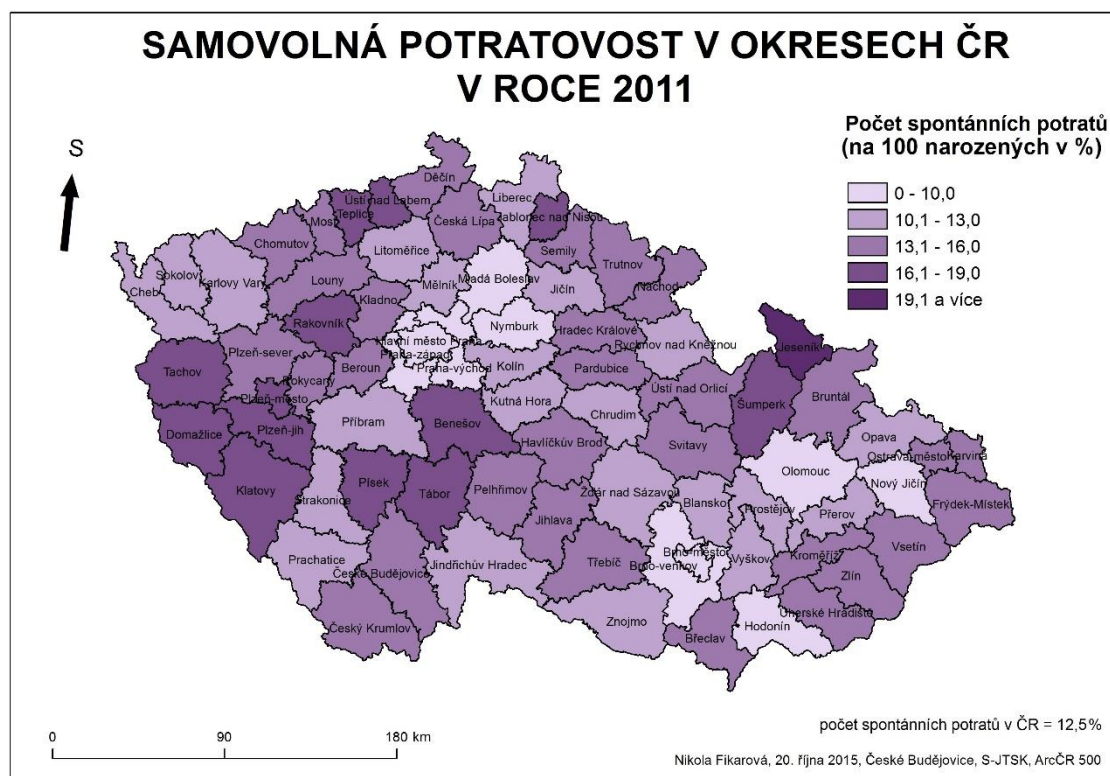 SAMOVOLNÁ POTRATOVOST V OKRESECH ČR
V ROCE 2011
Počet spontánních potratů
(na 100 narozených v %)
0 - 10,0
10,1 - 13,0
13,1 - 16,0
16,1 - 19,0
19,1 a více
S
Děčín
Liberec
Ústí nad Labem
Teplice
Jablonec nad Nisou
Most
Česká Lípa
Semily
Chomutov
Litoměřice
Trutnov
Sokolov
Karlovy Vary
Louny
Mělník
Mladá Boleslav
Jičín
Náchod
Cheb
Kladno
Rakovník
Nymburk
Hradec Králové
Hlavní město Praha
Rychnov nad Kněžnou
Jeseník
Plzeň-sever
Praha-západ
Praha-východ
Kolín
Tachov
Rokycany
Beroun
Pardubice
Ústí nad Orlicí
Šumperk
Bruntál
Plzeň-město
Kutná Hora
Chrudim
Příbram
Benešov
Domažlice
Plzeň-jih
Havlíčkův Brod
Svitavy
Opava
Ostrava-město
Karviná
Olomouc
Nový Jičín
Klatovy
Písek
Tábor
Pelhřimov
Žďár nad Sázavou
Blansko
Strakonice
Prostějov
Přerov
Frýdek-Místek
Jihlava
Prachatice
Vsetín
Brno-město
Vyškov
Kroměříž
Jindřichův Hradec
Třebíč
Brno-venkov
České Budějovice
Zlín
Uherské Hradiště
Český Krumlov
Znojmo
Břeclav
Hodonín
0 90 180 km
počet spontánních potratů v ČR = 12,5%
Nikola Fikarová, 20. října 2015, České Budějovice, S-JTSK, ArcČR 500